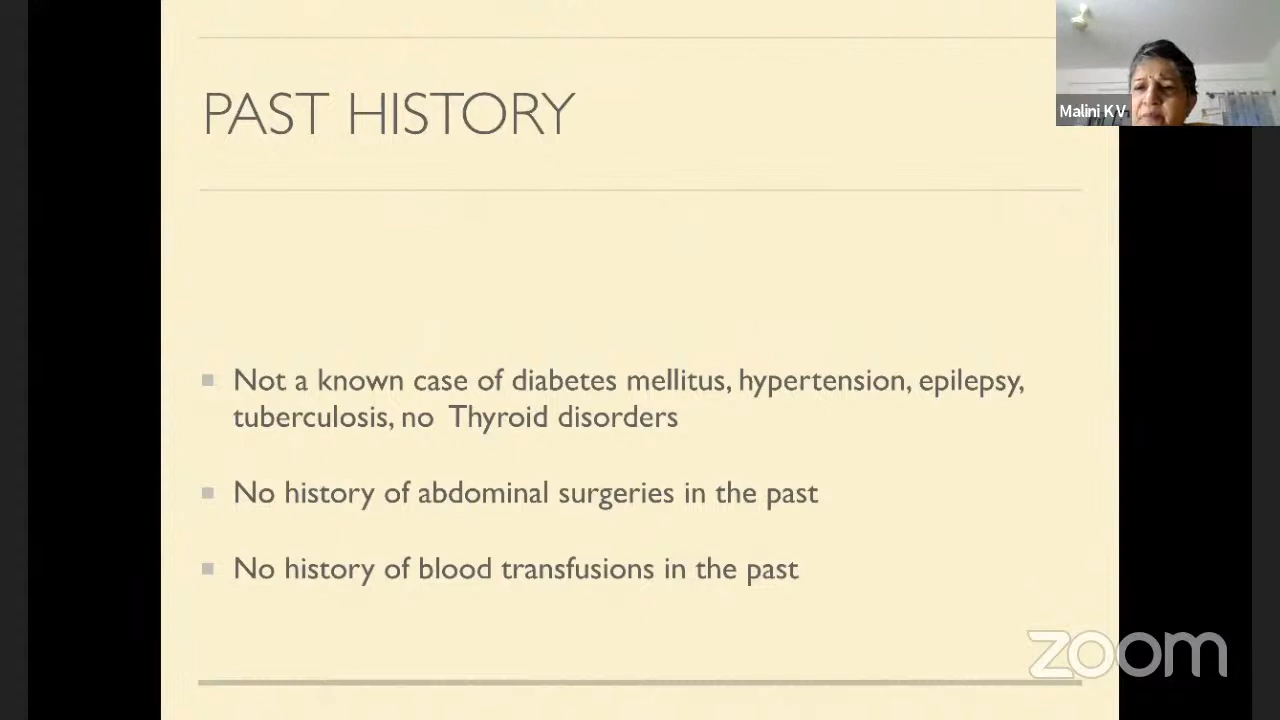 PAST HISTORY
Malini K V
Not a known case of diabetes mellitus, hypertension, epilepsy,
tuberculosis, no Thyroid disorders
No history of abdominal surgeries in the past
No history of blood transfusions in the past
zoom